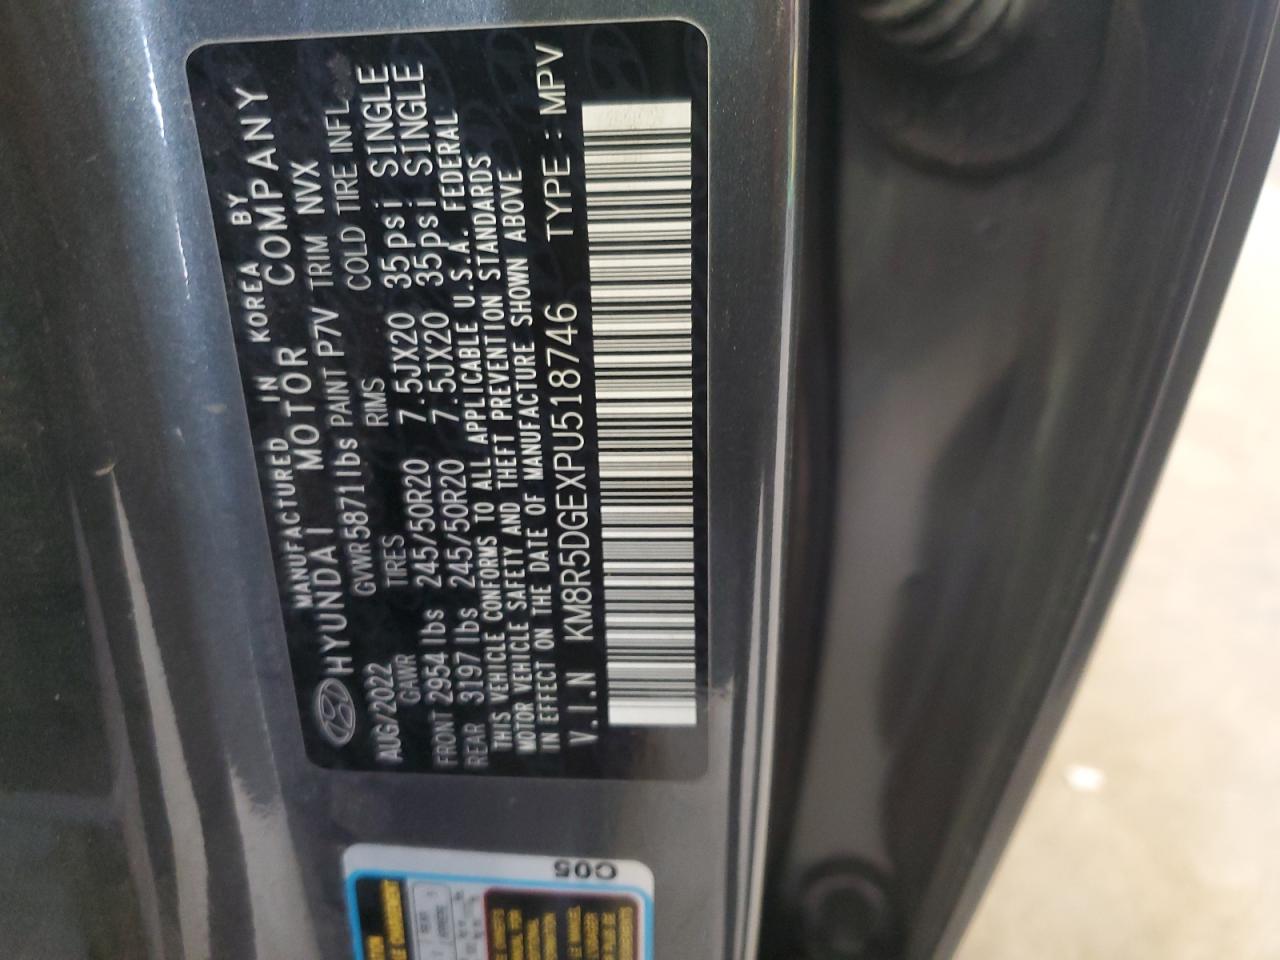 MANUFACTURED IN KOREA BY
HYUNDAI MOTOR COMPANY
AUG/2022 GVWR 5871lbs PAINT P7V TRIM NVX
GAWR TIRES RIMS COLD TIRE INFL.
FRONT 2954 lbs 245/50R20 7.5JX20 35psi SINGLE
REAR 3197 lbs 245/50R20 7.5JX20 35psi SINGLE
THIS VEHICLE CONFORMS TO ALL APPLICABLE U.S.A. FEDERAL
MOTOR VEHICLE SAFETY AND THEFT PREVENTION STANDARDS
IN EFFECT ON THE DATE OF MANUFACTURE SHOWN ABOVE
V.I.N KM8R5DGEXPU518746 TYPE : MPV
C05